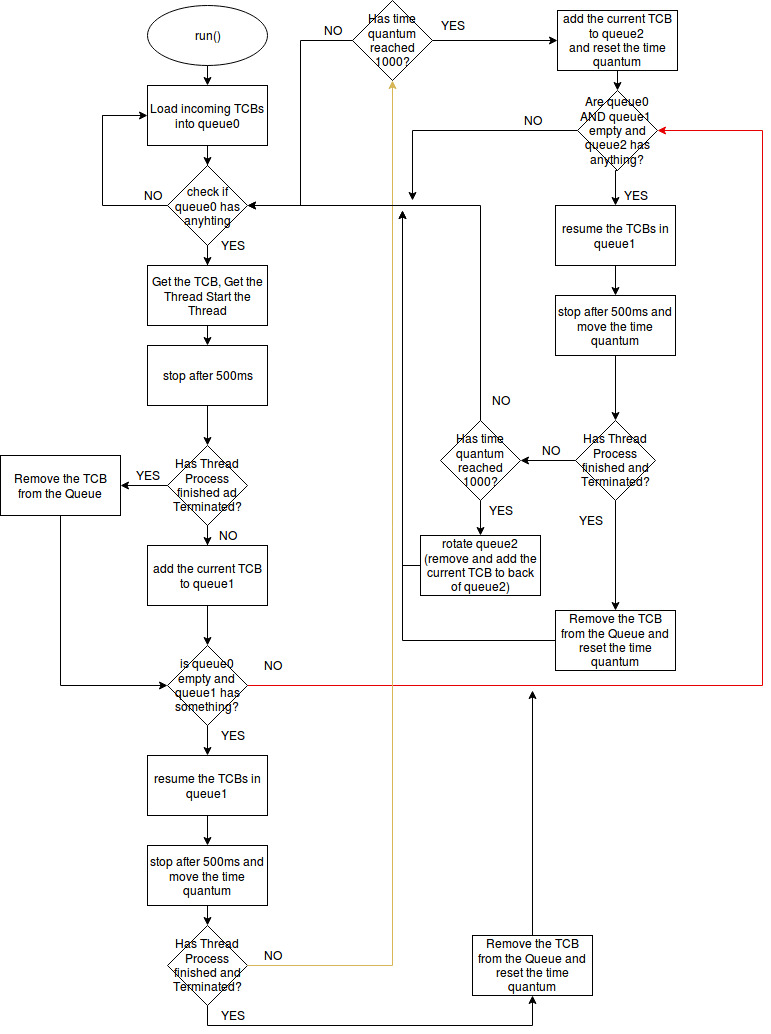 run()
Load incoming TCBs
into queue0
check if
queue0 has
anyhting
NO
YES
Get the TCB, Get the
Thread Start the
Thread
stop after 500ms
Has Thread
Process
finished ad
Terminated?
YES
Remove the TCB
from the Queue
NO
add the current TCB
to queue1
is queue0
empty and
queue1 has
something?
NO
YES
resume the TCBs in
queue1
stop after 500ms and
move the time
quantum
Has Thread
Process
finished and
Terminated?
NO
YES
Remove the TCB
from the Queue and
reset the time
quantum
Has time
quantum
reached
1000?
NO
YES
add the current TCB
to queue2
and reset the time
quantum
Are queue0
AND queue1
empty and
queue2 has
anything?
NO
YES
resume the TCBs in
queue1
stop after 500ms and
move the time
quantum
Has Thread
Process
finished and
Terminated?
NO
YES
Has time
quantum
reached
1000?
NO
YES
rotate queue2
(remove and add the
current TCB to back
of queue2)
Remove the TCB
from the Queue and
reset the time
quantum